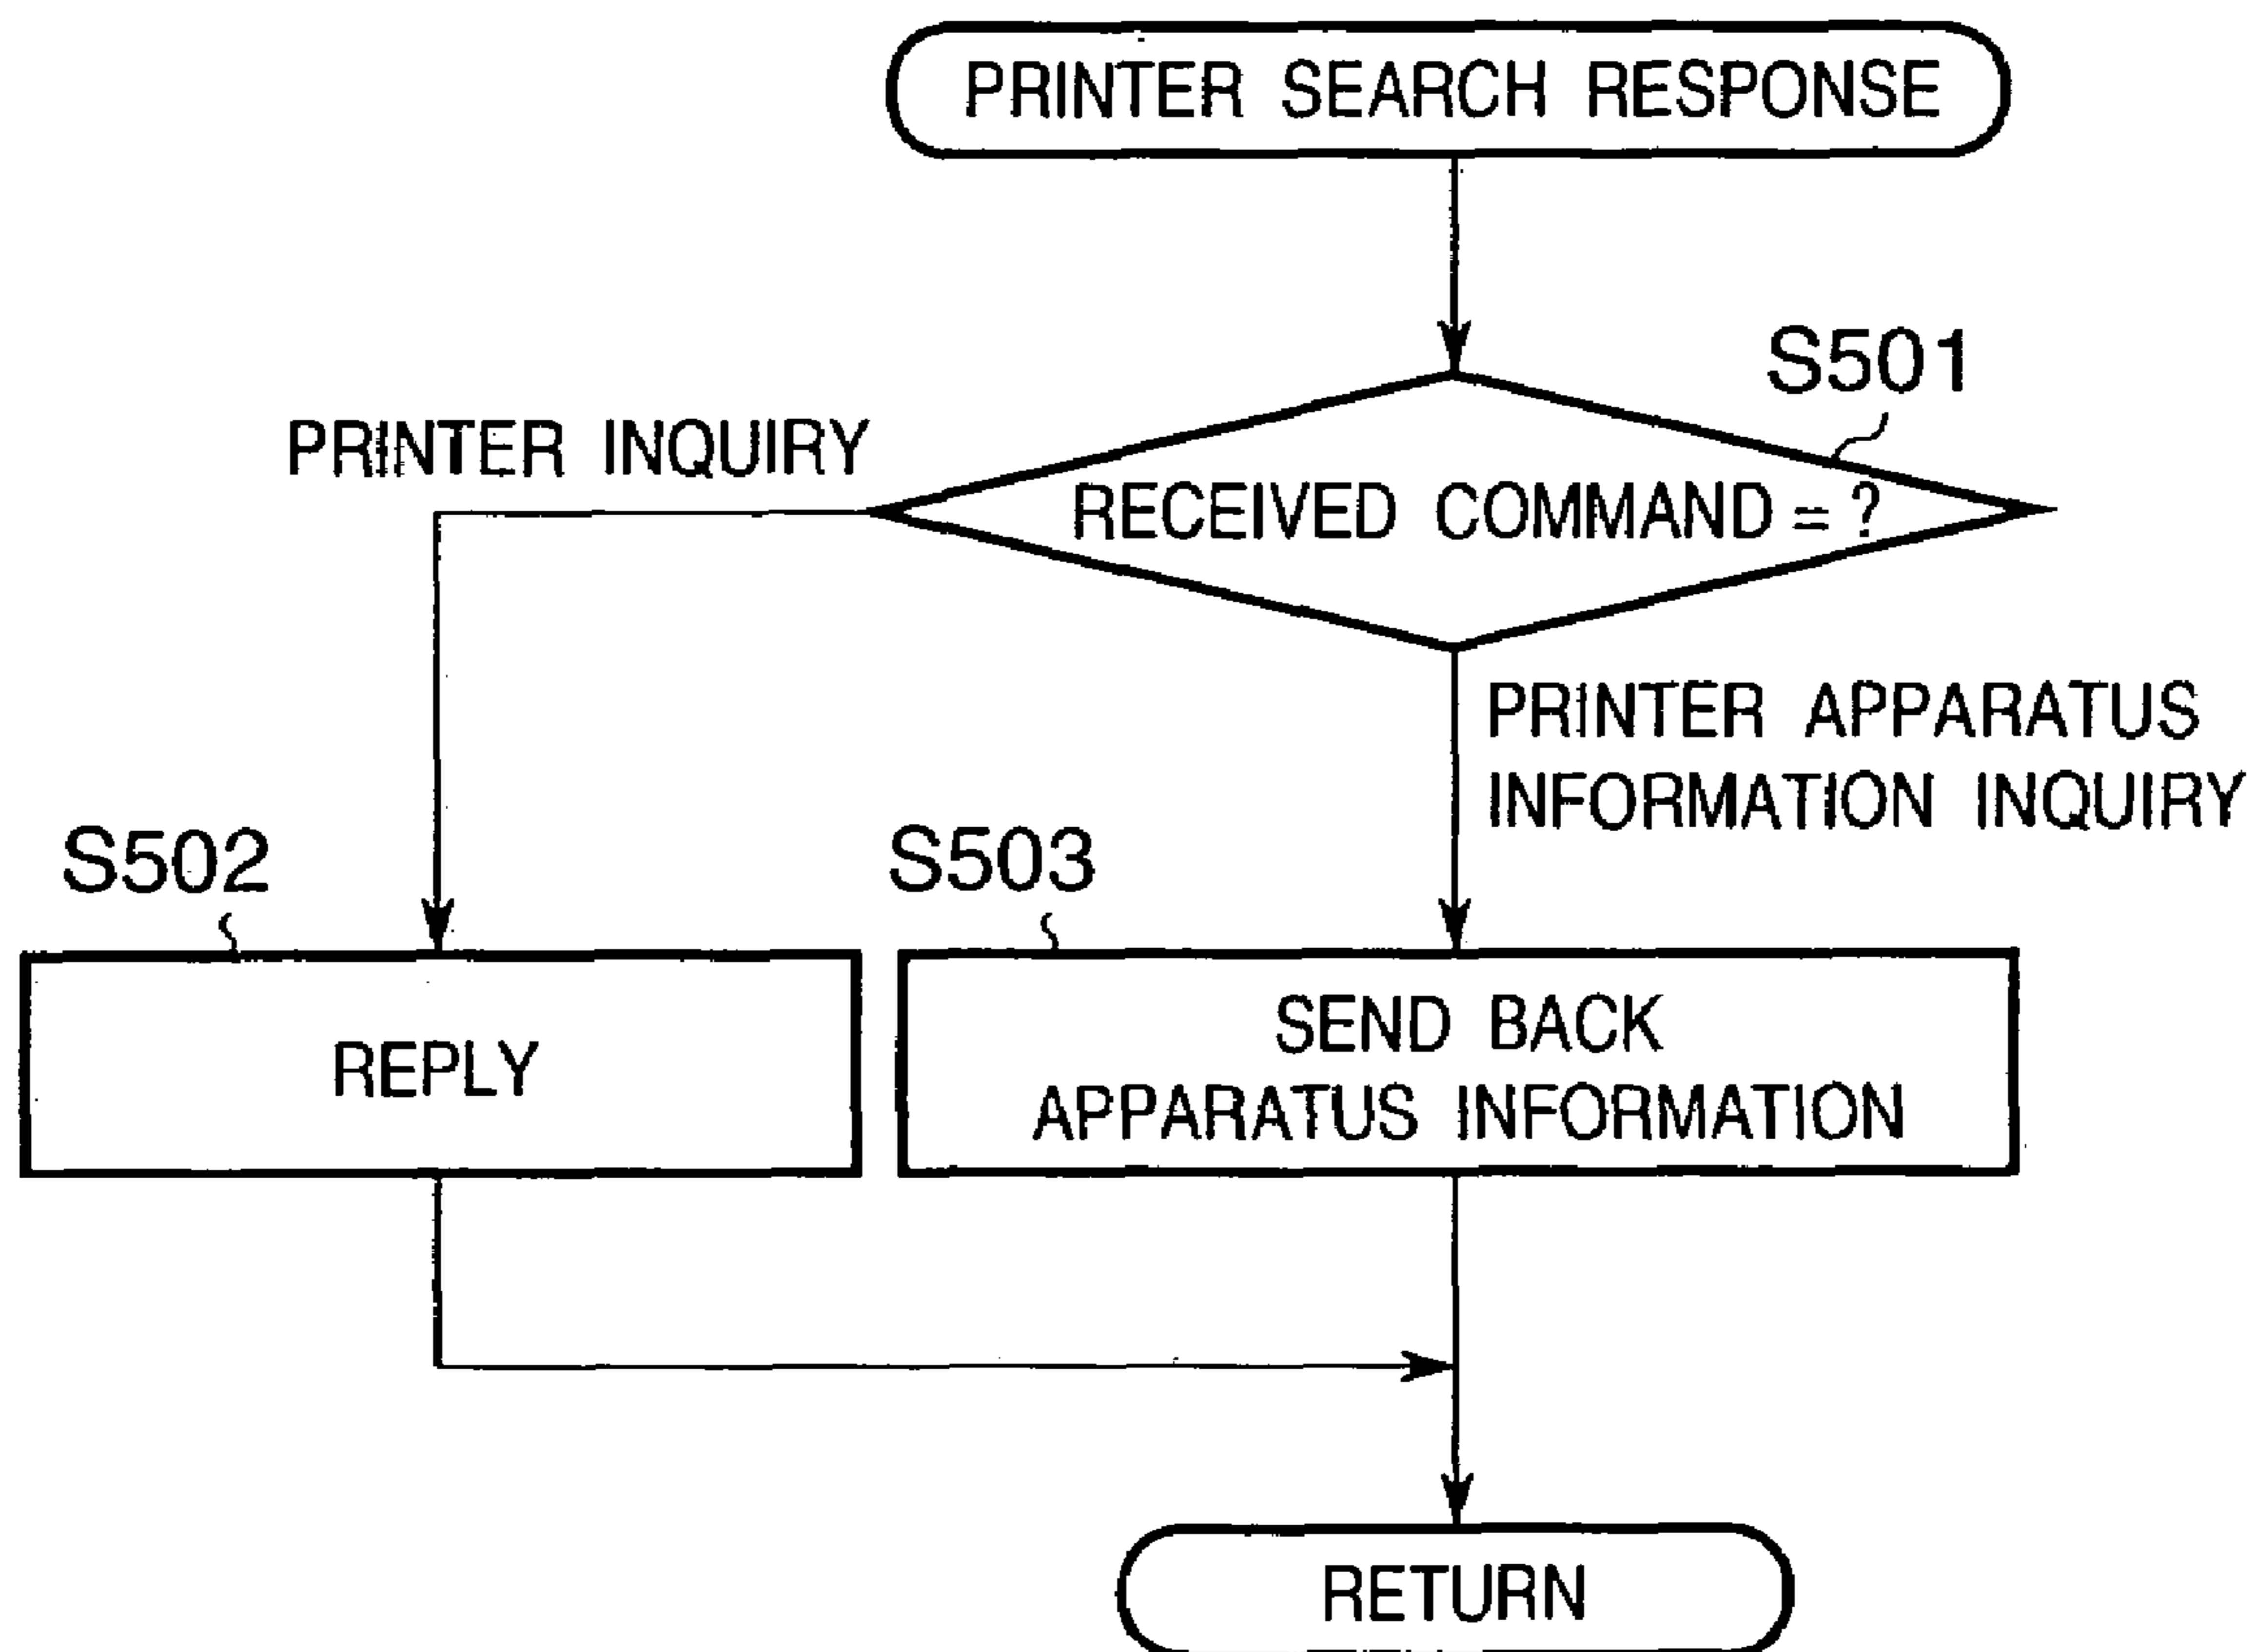 PRINTER SEARCH RESPONSE
S501
PRINTER INQUIRY
RECEIVED COMMAND = ?
PRINTER APPARATUS
INFORMATION INQUIRY
S502
S503
REPLY
SEND BACK
APPARATUS INFORMATION
RETURN